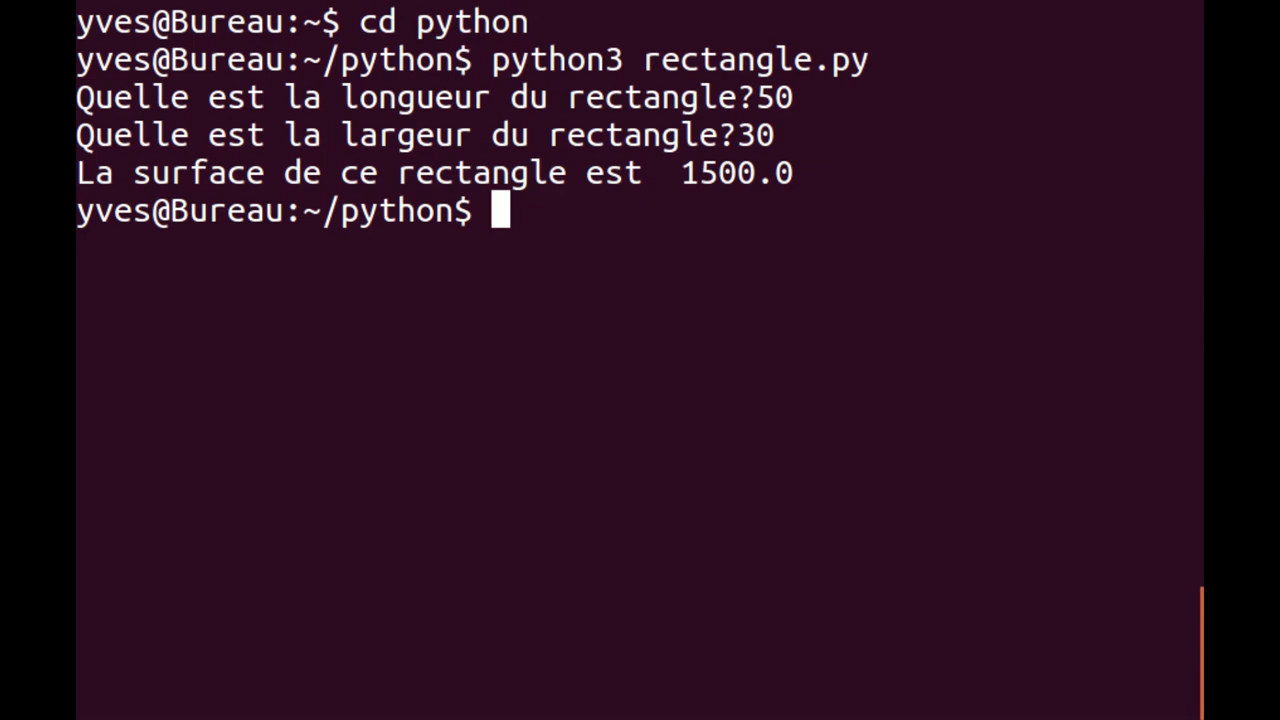 yves@Bureau:~$ cd python
yves@Bureau:~/python$ python3 rectangle.py
Quelle est la longueur du rectangle?50
Quelle est la largeur du rectangle?30
La surface de ce rectangle est  1500.0
yves@Bureau:~/python$